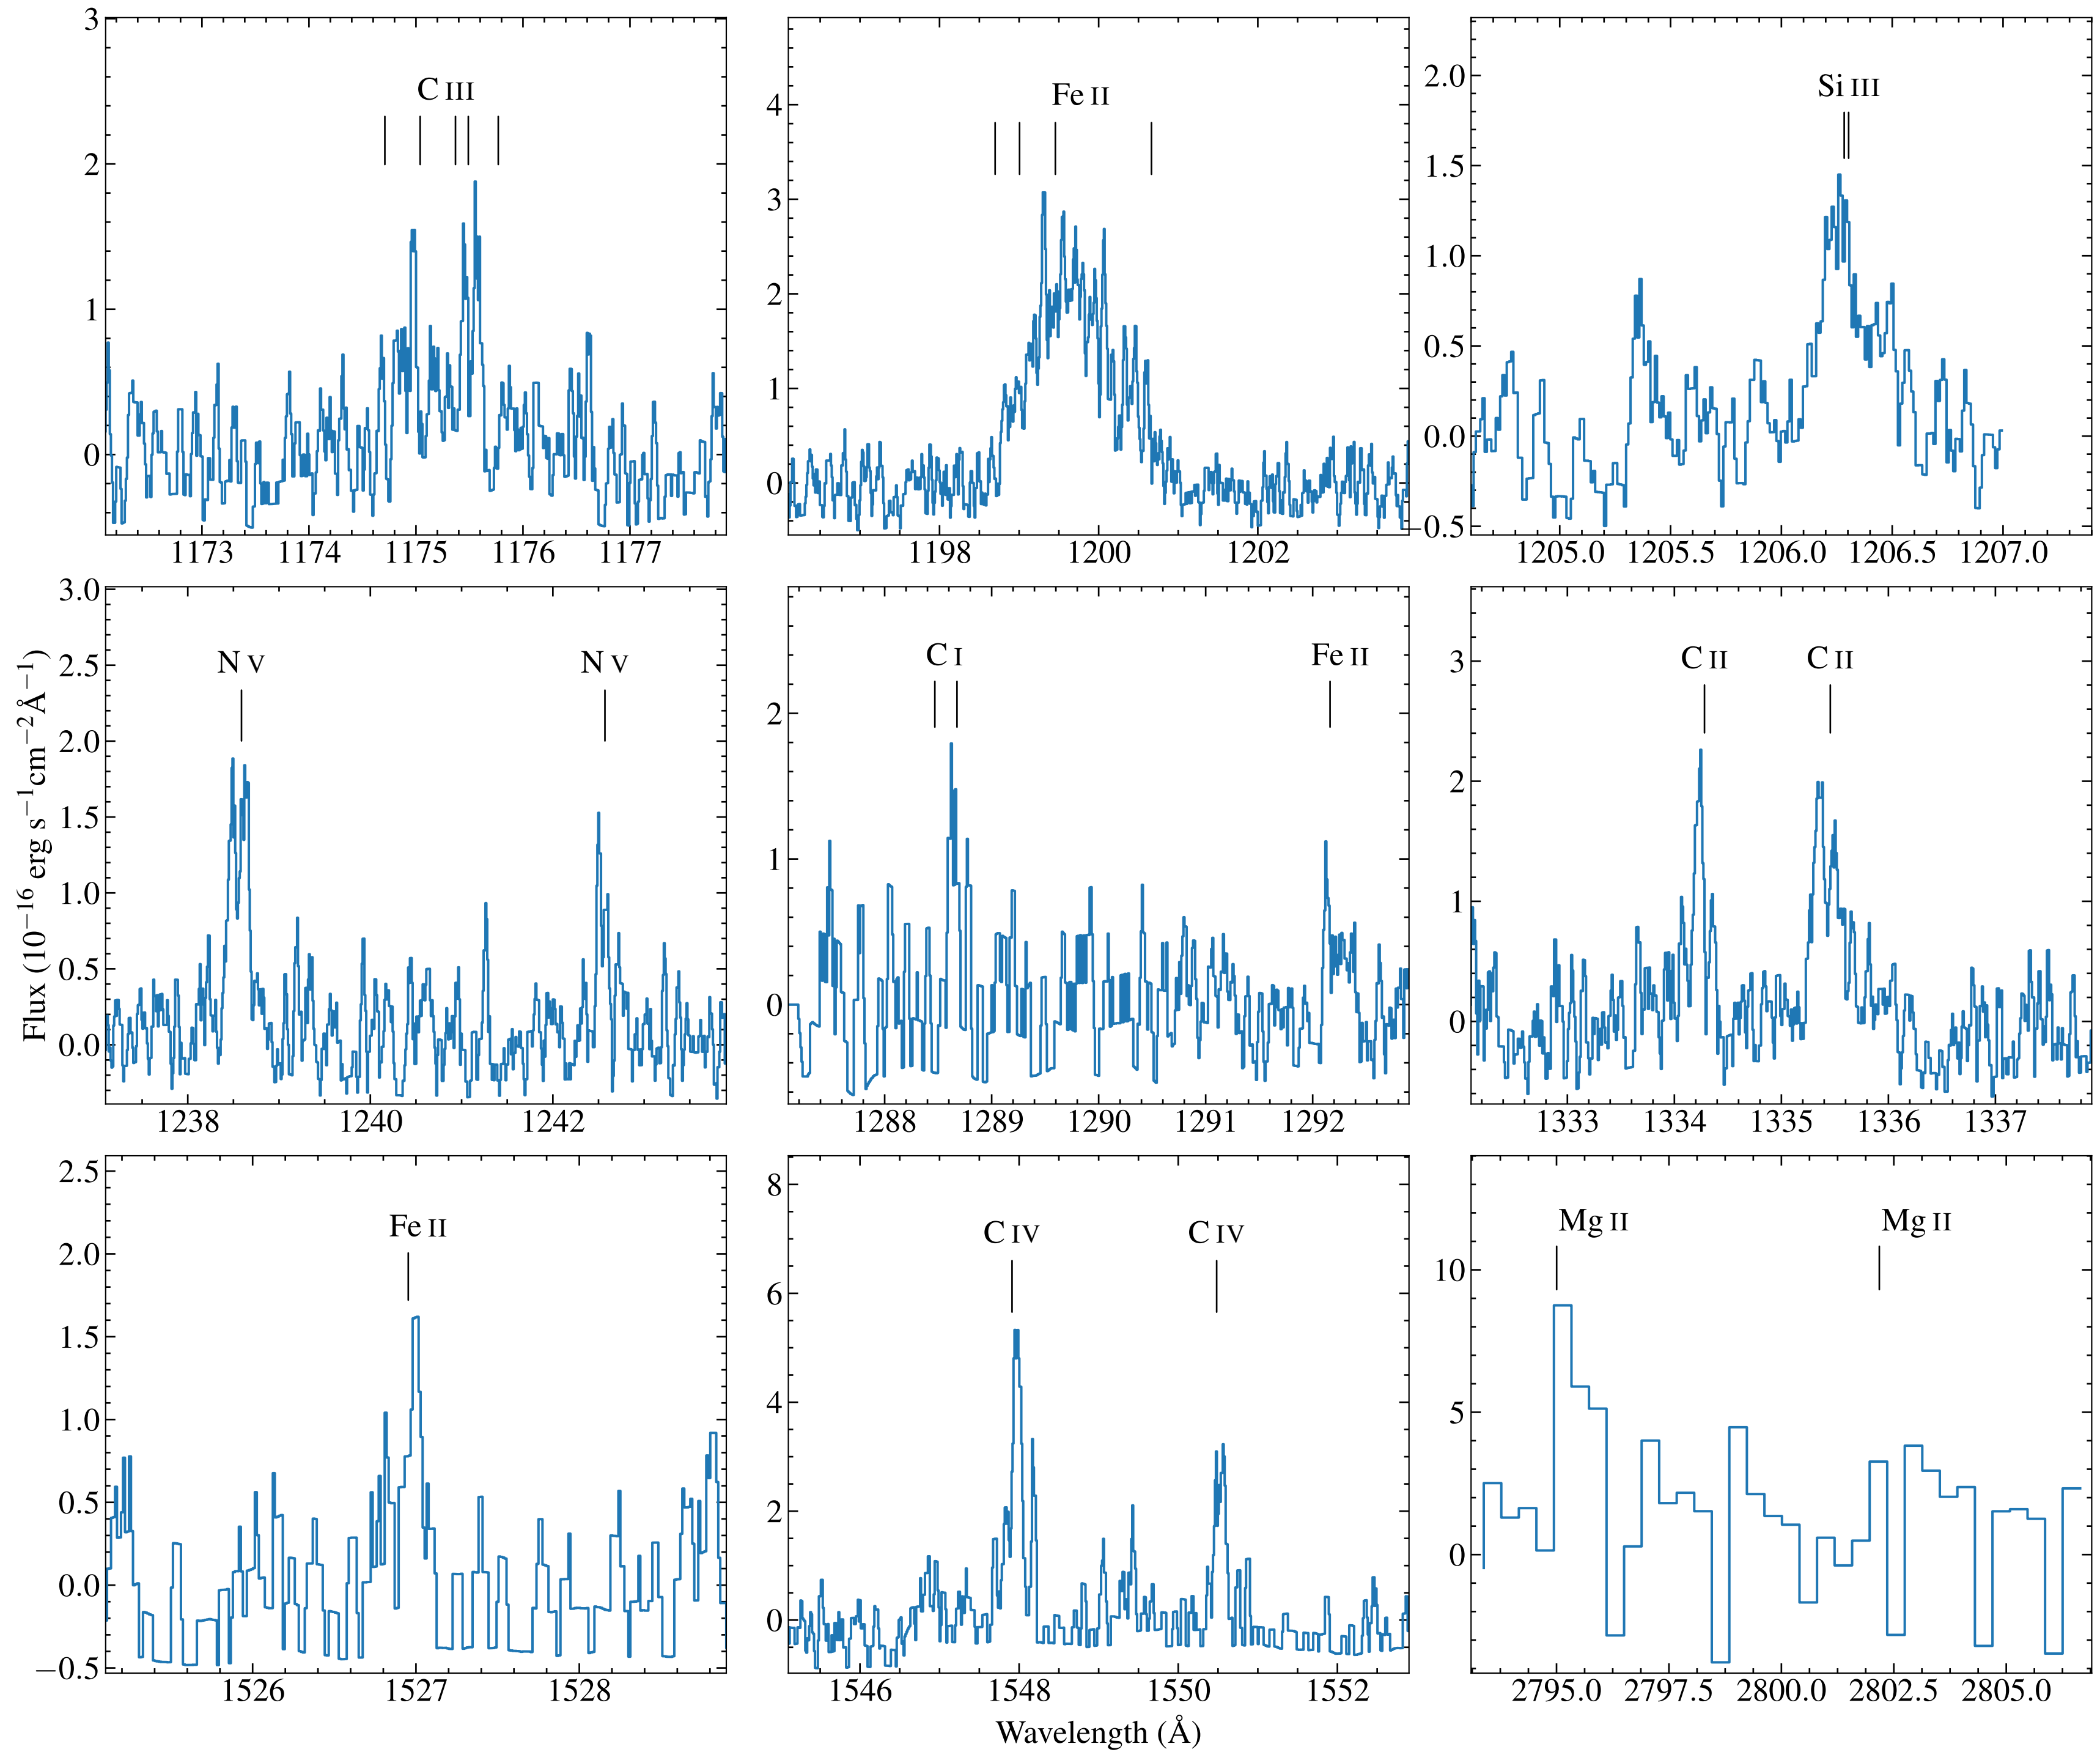 C III
Fe II
Si III
3
2
1
0
4
3
2
1
0
2.0
1.5
1.0
0.5
0.0
−0.5
1173 1174 1175 1176 1177
1198 1200 1202
1205.0 1205.5 1206.0 1206.5 1207.0
N V N V
C I Fe II
C II C II
3.0
2.5
2.0
1.5
1.0
0.5
0.0
2
1
0
3
2
1
0
Flux (10−16 erg s−1cm−2Å−1)
1238 1240 1242
1288 1289 1290 1291 1292
1333 1334 1335 1336 1337
Fe II
C IV C IV
Mg II Mg II
2.5
2.0
1.5
1.0
0.5
0.0
−0.5
8
6
4
2
0
10
5
0
1526 1527 1528
1546 1548 1550 1552
2795.0 2797.5 2800.0 2802.5 2805.0
Wavelength (Å)